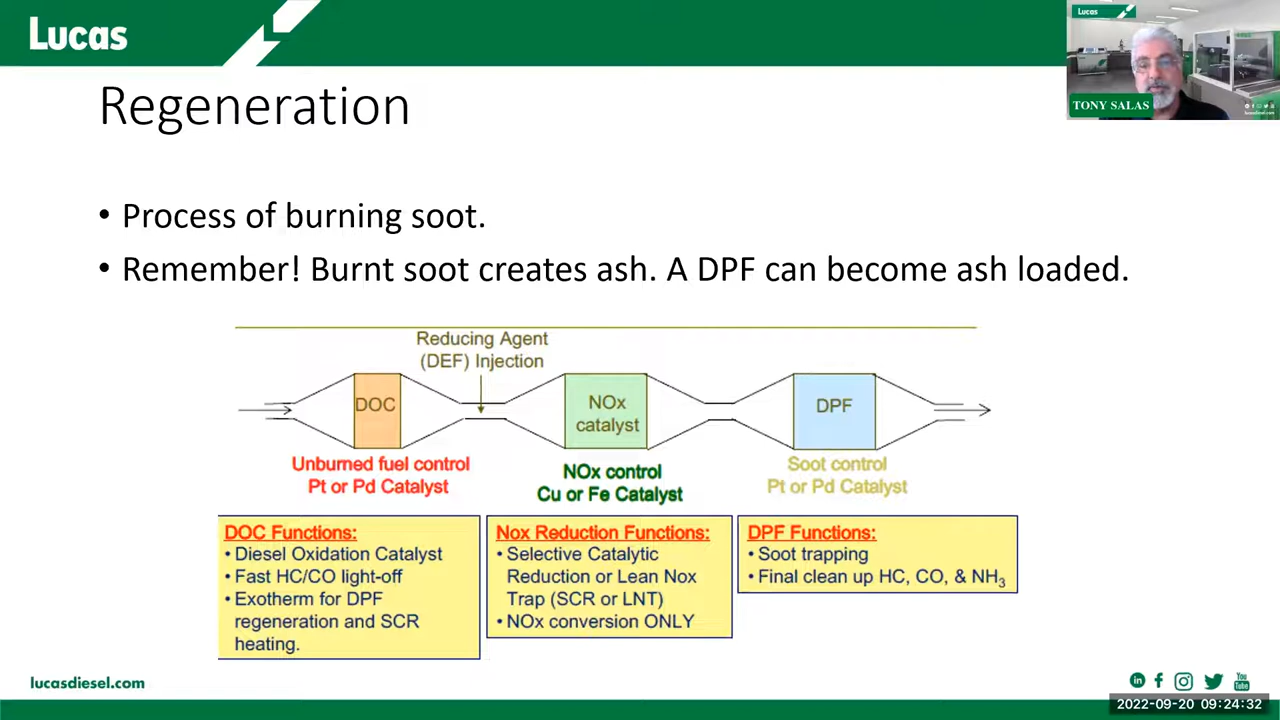 Lucas
Lucas
TONY SALAS
Regeneration
• Process of burning soot.
• Remember! Burnt soot creates ash. A DPF can become ash loaded.
Reducing Agent
(DEF) Injection
DOC
NOx
catalyst
DPF
Unburned fuel control
Pt or Pd Catalyst
NOx control
Cu or Fe Catalyst
Soot control
Pt or Pd Catalyst
DOC Functions:
• Diesel Oxidation Catalyst
• Fast HC/CO light-off
• Exotherm for DPF
regeneration and SCR
heating.
Nox Reduction Functions:
• Selective Catalytic
Reduction or Lean Nox
Trap (SCR or LNT)
• NOx conversion ONLY
DPF Functions:
• Soot trapping
• Final clean up HC, CO, & NH3
lucasdiesel.com
2022-09-20 09:24:32